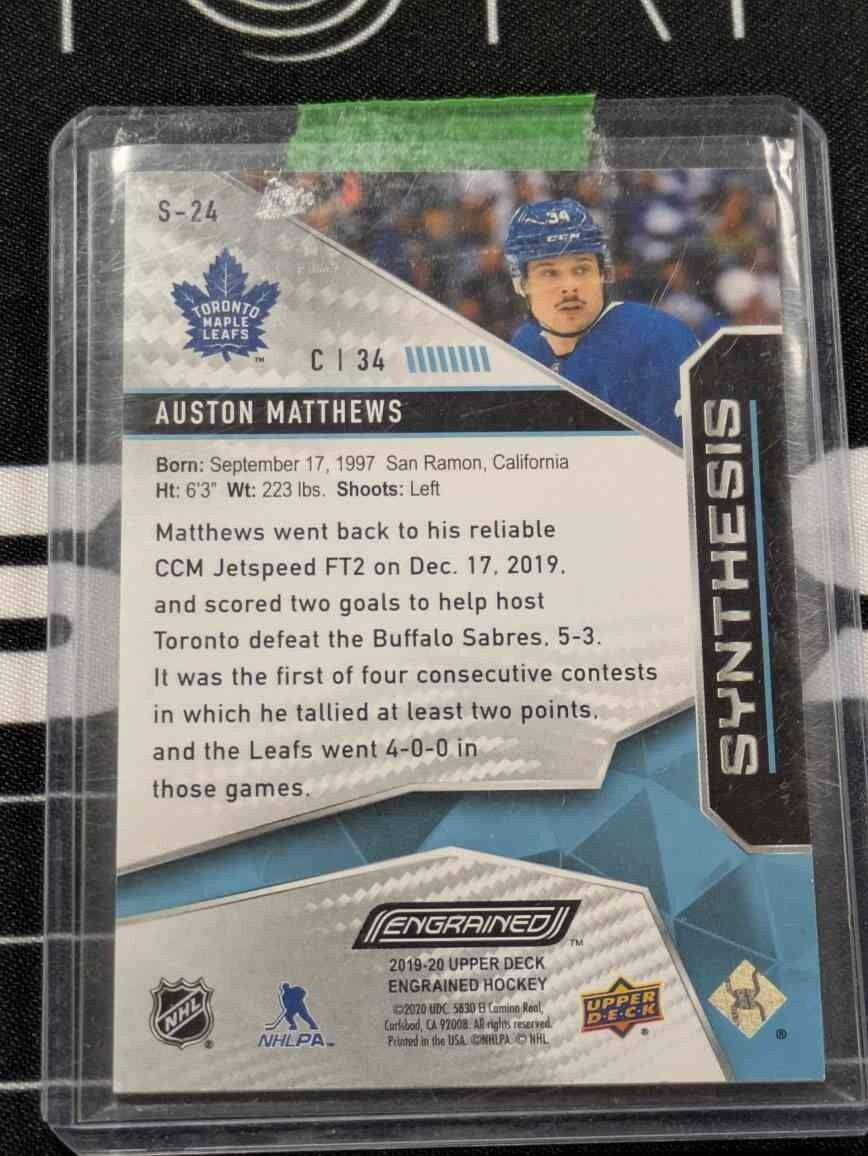 S-24
34
CCM
TORONTO
MAPLE
LEAFS
™
C | 34
AUSTON MATTHEWS
Born: September 17, 1997 San Ramon, California
Ht: 6'3" Wt: 223 lbs. Shoots: Left
Matthews went back to his reliable
CCM Jetspeed FT2 on Dec. 17, 2019,
and scored two goals to help host
Toronto defeat the Buffalo Sabres, 5-3.
It was the first of four consecutive contests
in which he tallied at least two points,
and the Leafs went 4-0-0 in
those games.
SYNTHESIS
ENGRAINED™
2019-20 UPPER DECK
ENGRAINED HOCKEY
©2020 UDC. 5830 El Camino Real,
Carlsbad, CA 92008. All rights reserved.
Printed in the USA. ©NHLPA © NHL
NHL®
NHLPA™
UPPER
D·E·C·K
®
®